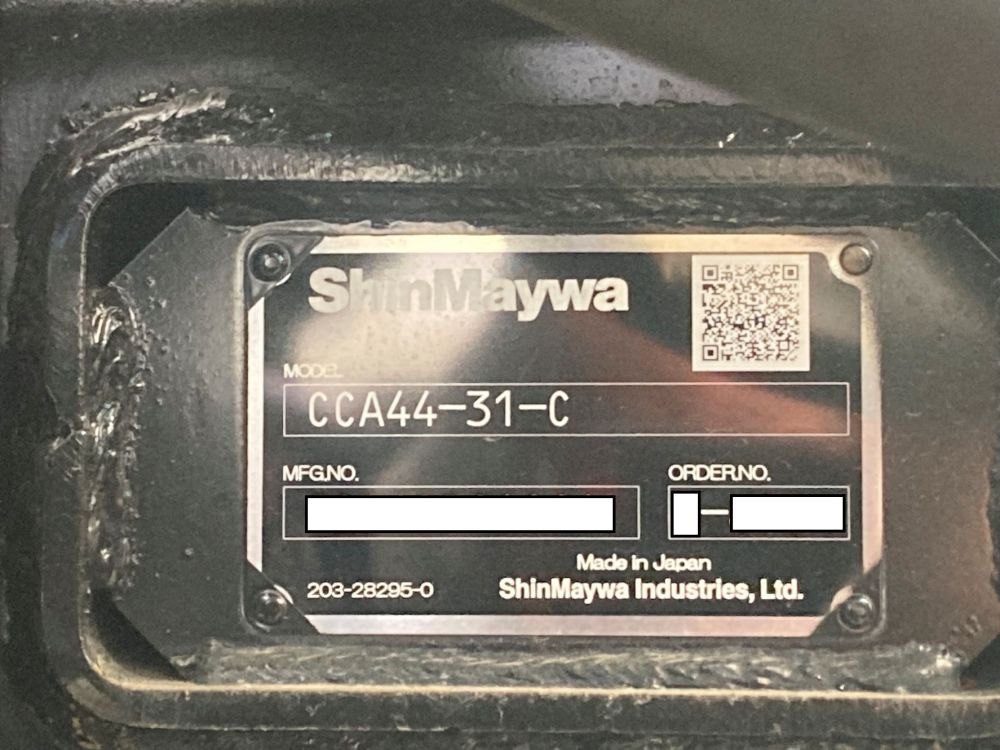 ShinMaywa
MODEL
CCA44-31-C
MFG.NO.
ORDER.NO.
-
Made in Japan
203-28295-0
ShinMaywa Industries, Ltd.